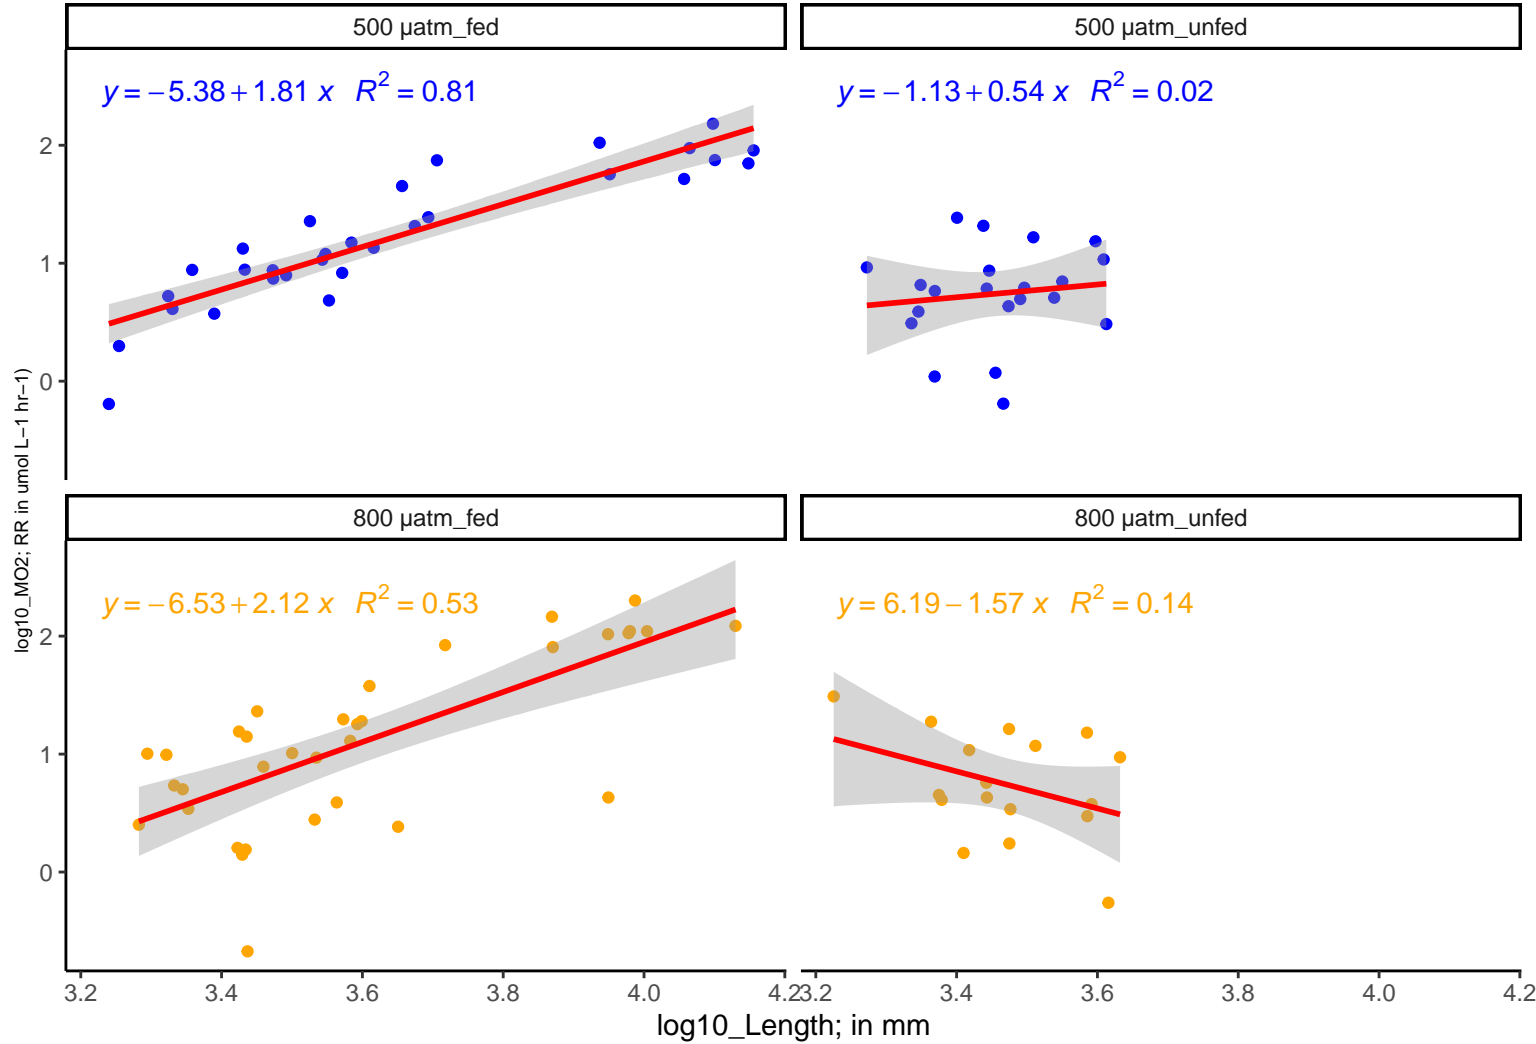 500 µatm_fed
500 µatm_unfed
y = −5.38 + 1.81 x R² = 0.81
y = −1.13 + 0.54 x R² = 0.02
2
1
0
log10_MO2; RR in umol L−1 hr−1)
800 µatm_fed
800 µatm_unfed
y = −6.53 + 2.12 x R² = 0.53
y = 6.19 − 1.57 x R² = 0.14
2
1
0
3.2 3.4 3.6 3.8 4.0 4.2 3.2 3.4 3.6 3.8 4.0 4.2
log10_Length; in mm